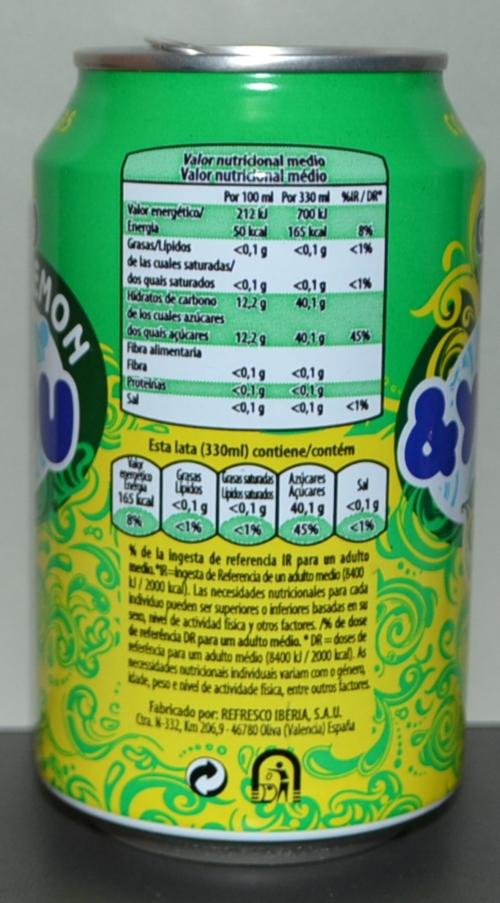 EMON
U
&
Valor nutricional medio
Valor nutricional médio
Por 100 ml Por 330 ml %IR / DR*
Valor energético/ 212 kJ 700 kJ
Energia 50 kcal 165 kcal 8%
Grasas/Lípidos <0,1 g <0,1 g <1%
de las cuales saturadas/
dos quais saturados <0,1 g <0,1 g <1%
Hidratos de carbono 12,2 g 40,1 g
de los cuales azúcares
dos quais açúcares 12,2 g 40,1 g 45%
Fibra alimentaria
Fibra <0,1 g <0,1 g
Proteínas <0,1 g <0,1 g
Sal <0,1 g <0,1 g <1%
Esta lata (330ml) contiene/contém
Valor energético Energia 165 kcal 8%
Grasas Lípidos <0,1 g <1%
Grasas saturadas Lípidos saturados <0,1 g <1%
Azúcares Açúcares 40,1 g 45%
Sal <0,1 g <1%
% de la ingesta de referencia IR para un adulto
medio.*IR=Ingesta de Referencia de un adulto medio (8400
kJ / 2000 kcal). Las necesidades nutricionales para cada
individuo pueden ser superiores o inferiores basadas en su
sexo, nivel de actividad física y otros factores. /% de dose
de referência DR para um adulto médio. * DR = doses de
referência para um adulto médio (8400 kJ / 2000 kcal). As
necessidades nutricionais individuais variam com o género,
idade, peso e nível de actividade física, entre outros factores.
Fabricado por: REFRESCO IBERIA, S.A.U.
Ctra. N-332, Km 206,9 - 46780 Oliva (Valencia) España